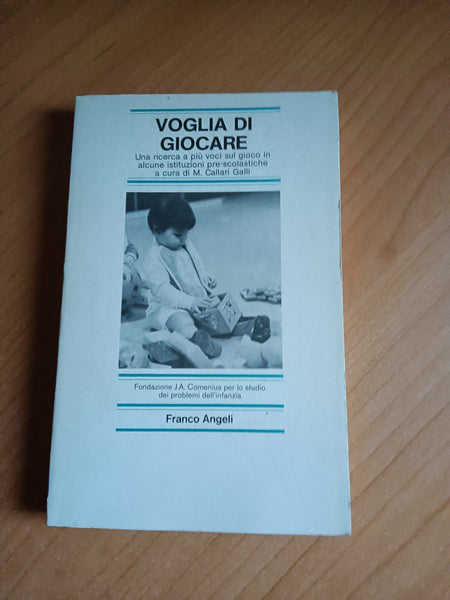 VOGLIA DI
GIOCARE
Una ricerca a più voci sul gioco in
alcune istituzioni pre-scolastiche
a cura di M. Callari Galli
Fondazione J.A. Comenius per lo studio
dei problemi dell'infanzia
Franco Angeli